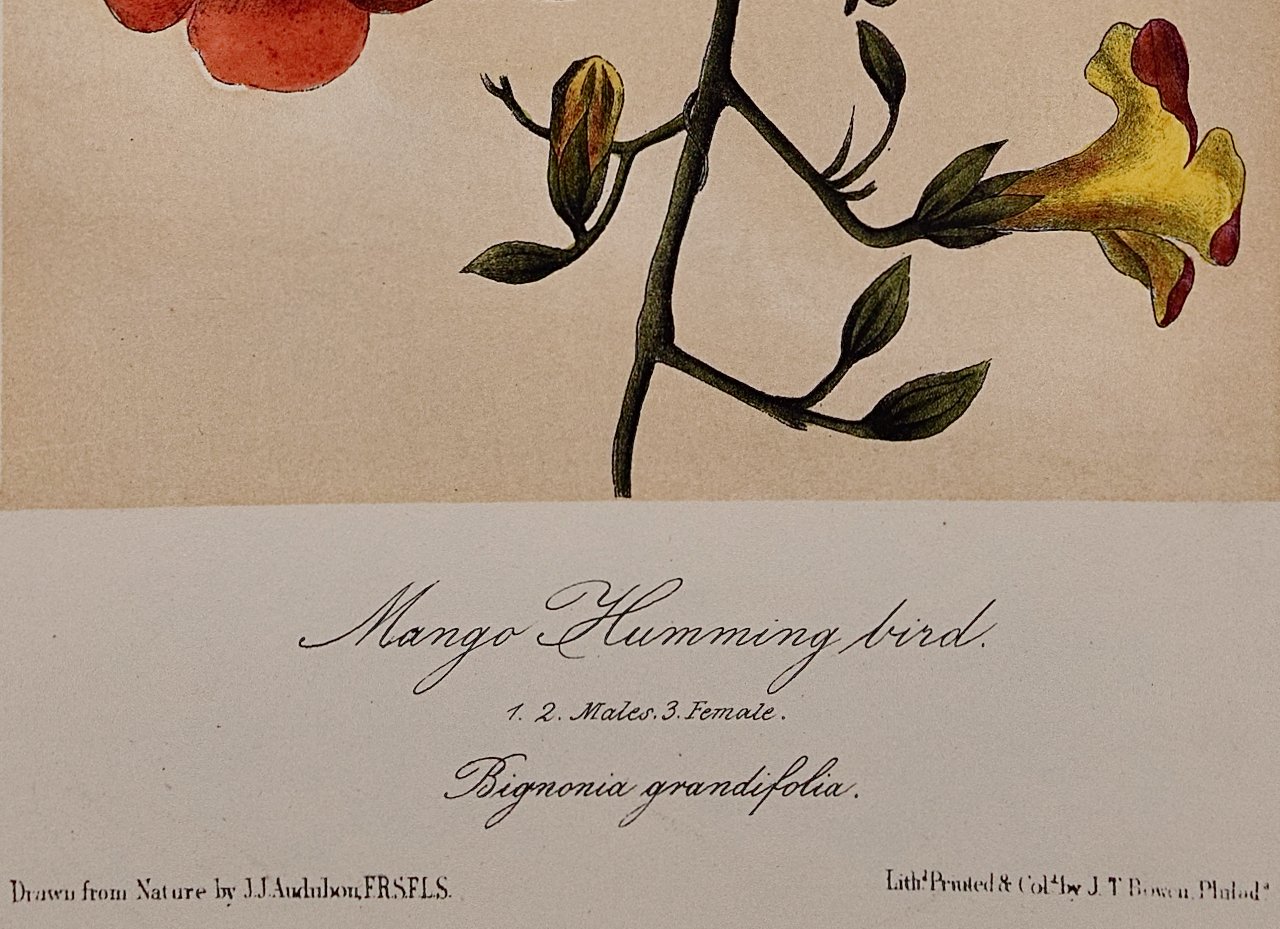 Mango Humming bird.
1. 2. Males. 3. Female.
Bignonia grandifolia.
Drawn from Nature by J.J.Audubon,F.R.S.F.L.S.
Lith.ᵈ Printed & Col.ᵈ by J. T. Bowen, Philad.ᵃ